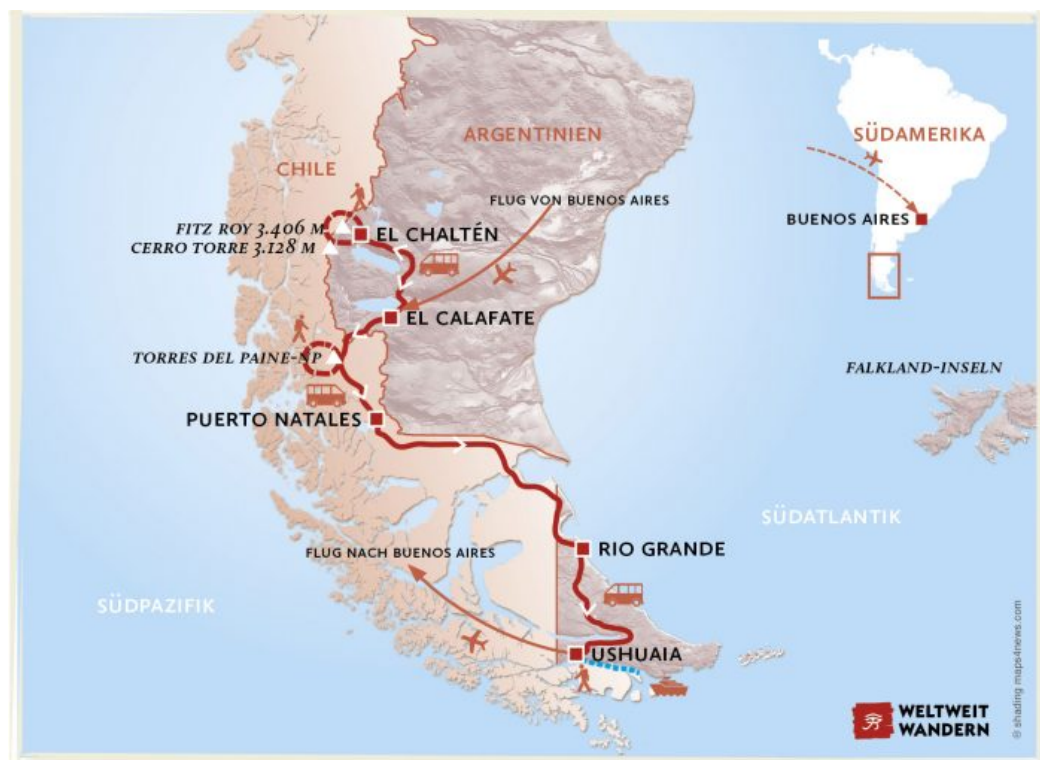 ARGENTINIEN
SÜDAMERIKA
CHILE
FLUG VON BUENOS AIRES
BUENOS AIRES
FITZ ROY 3.406 M
EL CHALTÉN
CERRO TORRE 3.128 M
EL CALAFATE
TORRES DEL PAINE-NP
FALKLAND-INSELN
PUERTO NATALES
SÜDATLANTIK
FLUG NACH BUENOS AIRES
RIO GRANDE
SÜDPAZIFIK
USHUAIA
WELTWEIT
WANDERN
© shading maps4news.com